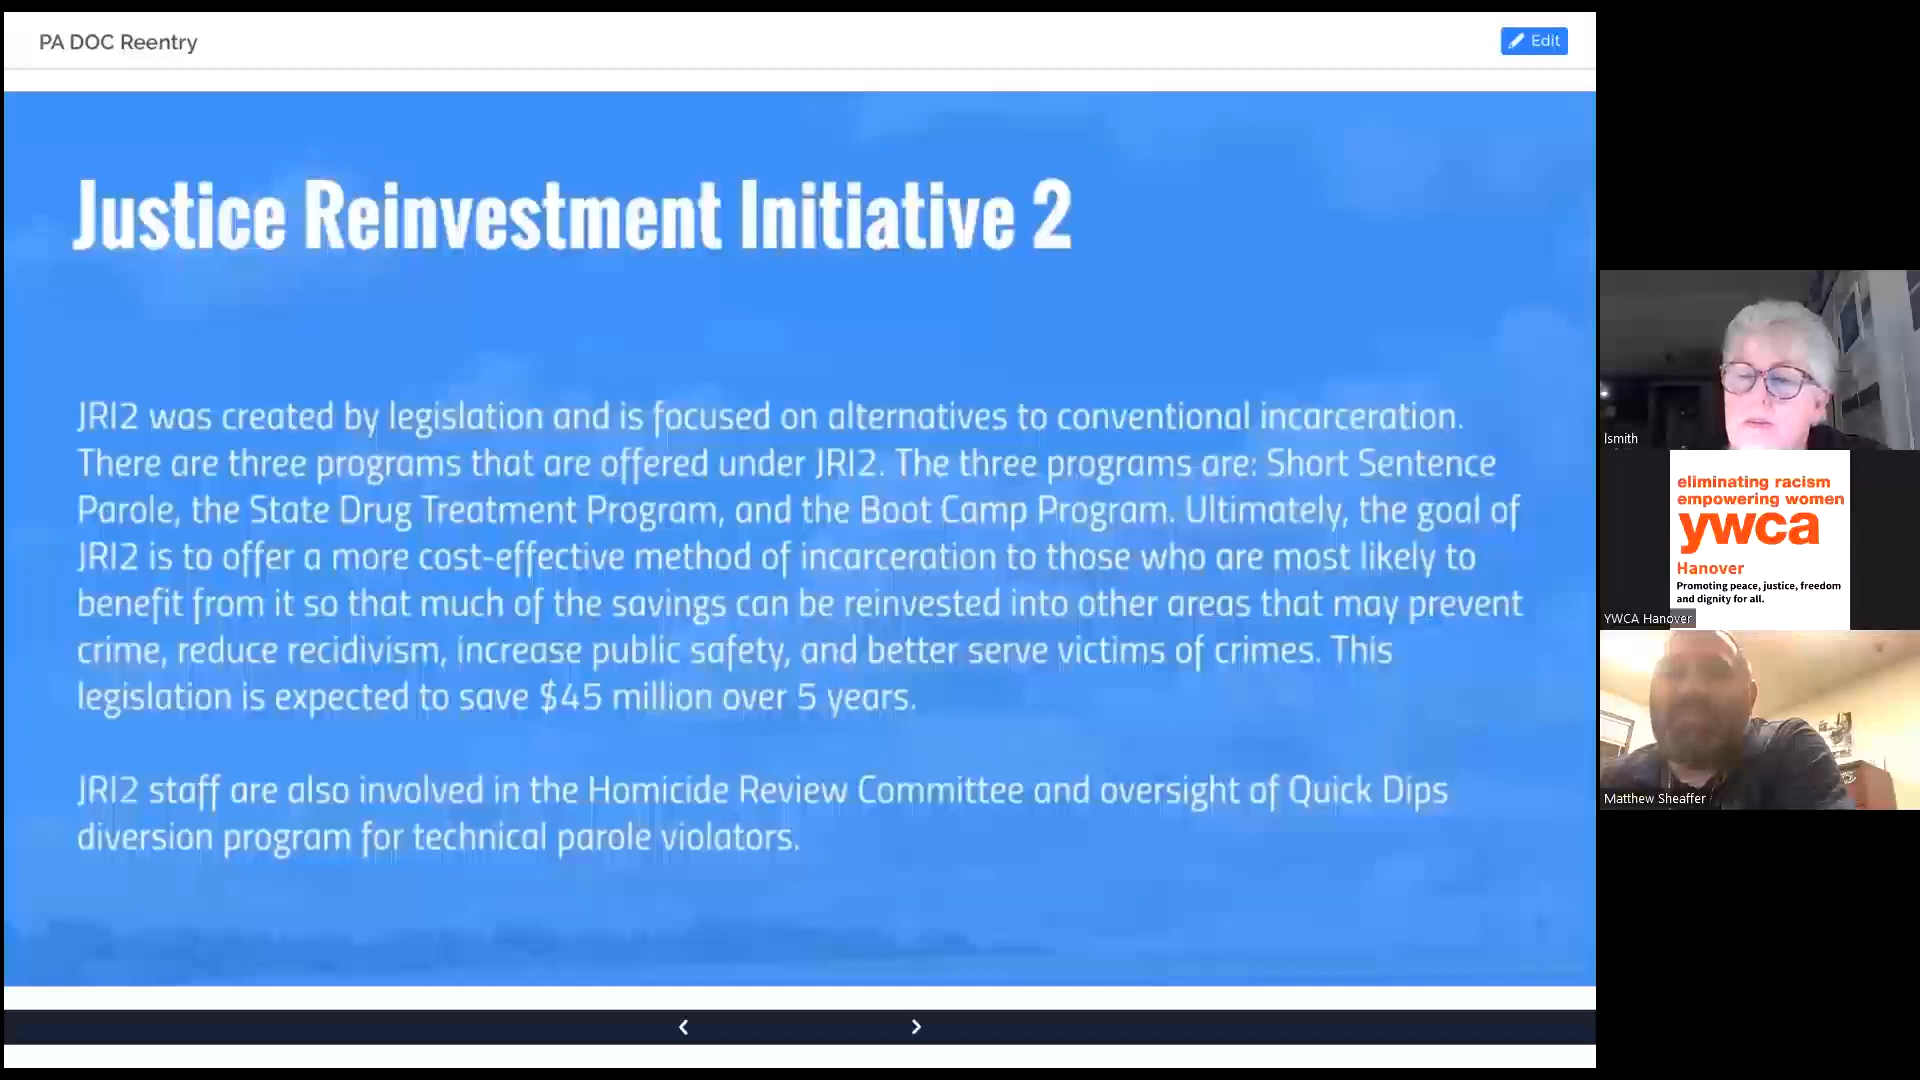 PA DOC Reentry
Edit
Justice Reinvestment Initiative 2
JRI2 was created by legislation and is focused on alternatives to conventional incarceration.
There are three programs that are offered under JRI2. The three programs are: Short Sentence
Parole, the State Drug Treatment Program, and the Boot Camp Program. Ultimately, the goal of
JRI2 is to offer a more cost-effective method of incarceration to those who are most likely to
benefit from it so that much of the savings can be reinvested into other areas that may prevent
crime, reduce recidivism, increase public safety, and better serve victims of crimes. This
legislation is expected to save $45 million over 5 years.
JRI2 staff are also involved in the Homicide Review Committee and oversight of Quick Dips
diversion program for technical parole violators.
lsmith
eliminating racism
empowering women
ywca
Hanover
Promoting peace, justice, freedom
and dignity for all.
YWCA Hanover
Matthew Sheaffer